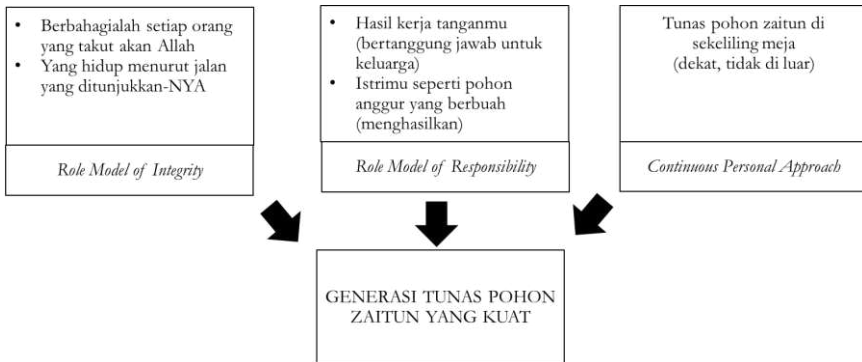 • Berbahagialah setiap orang
yang takut akan Allah
• Yang hidup menurut jalan
yang ditunjukkan-NYA
Role Model of Integrity
• Hasil kerja tanganmu
(bertanggung jawab untuk
keluarga)
• Istrimu seperti pohon
anggur yang berbuah
(menghasilkan)
Role Model of Responsibility
Tunas pohon zaitun di
sekeliling meja
(dekat, tidak di luar)
Continuous Personal Approach
GENERASI TUNAS POHON
ZAITUN YANG KUAT